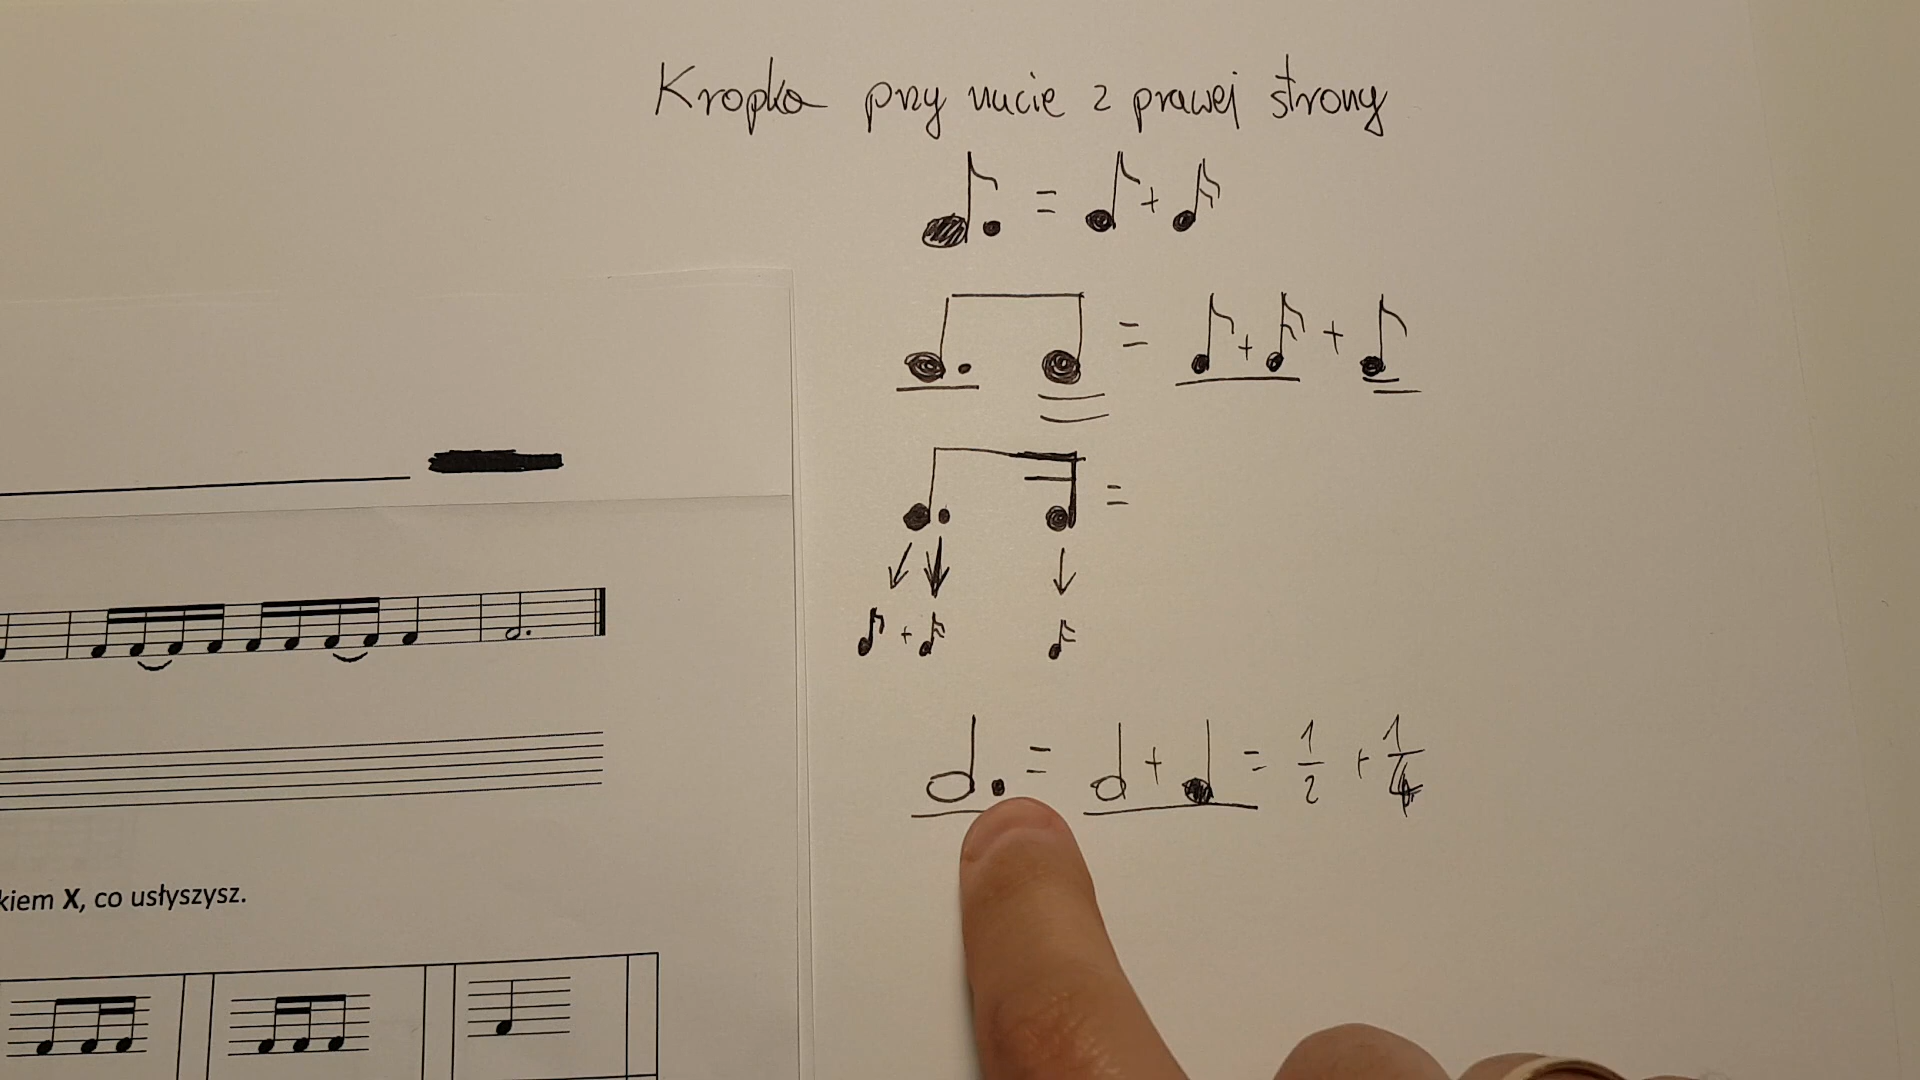 Kropka przy nucie z prawej strony
= +
= + +
=
+
= + = 1/2 + 1/4
kiem X, co usłyszysz.